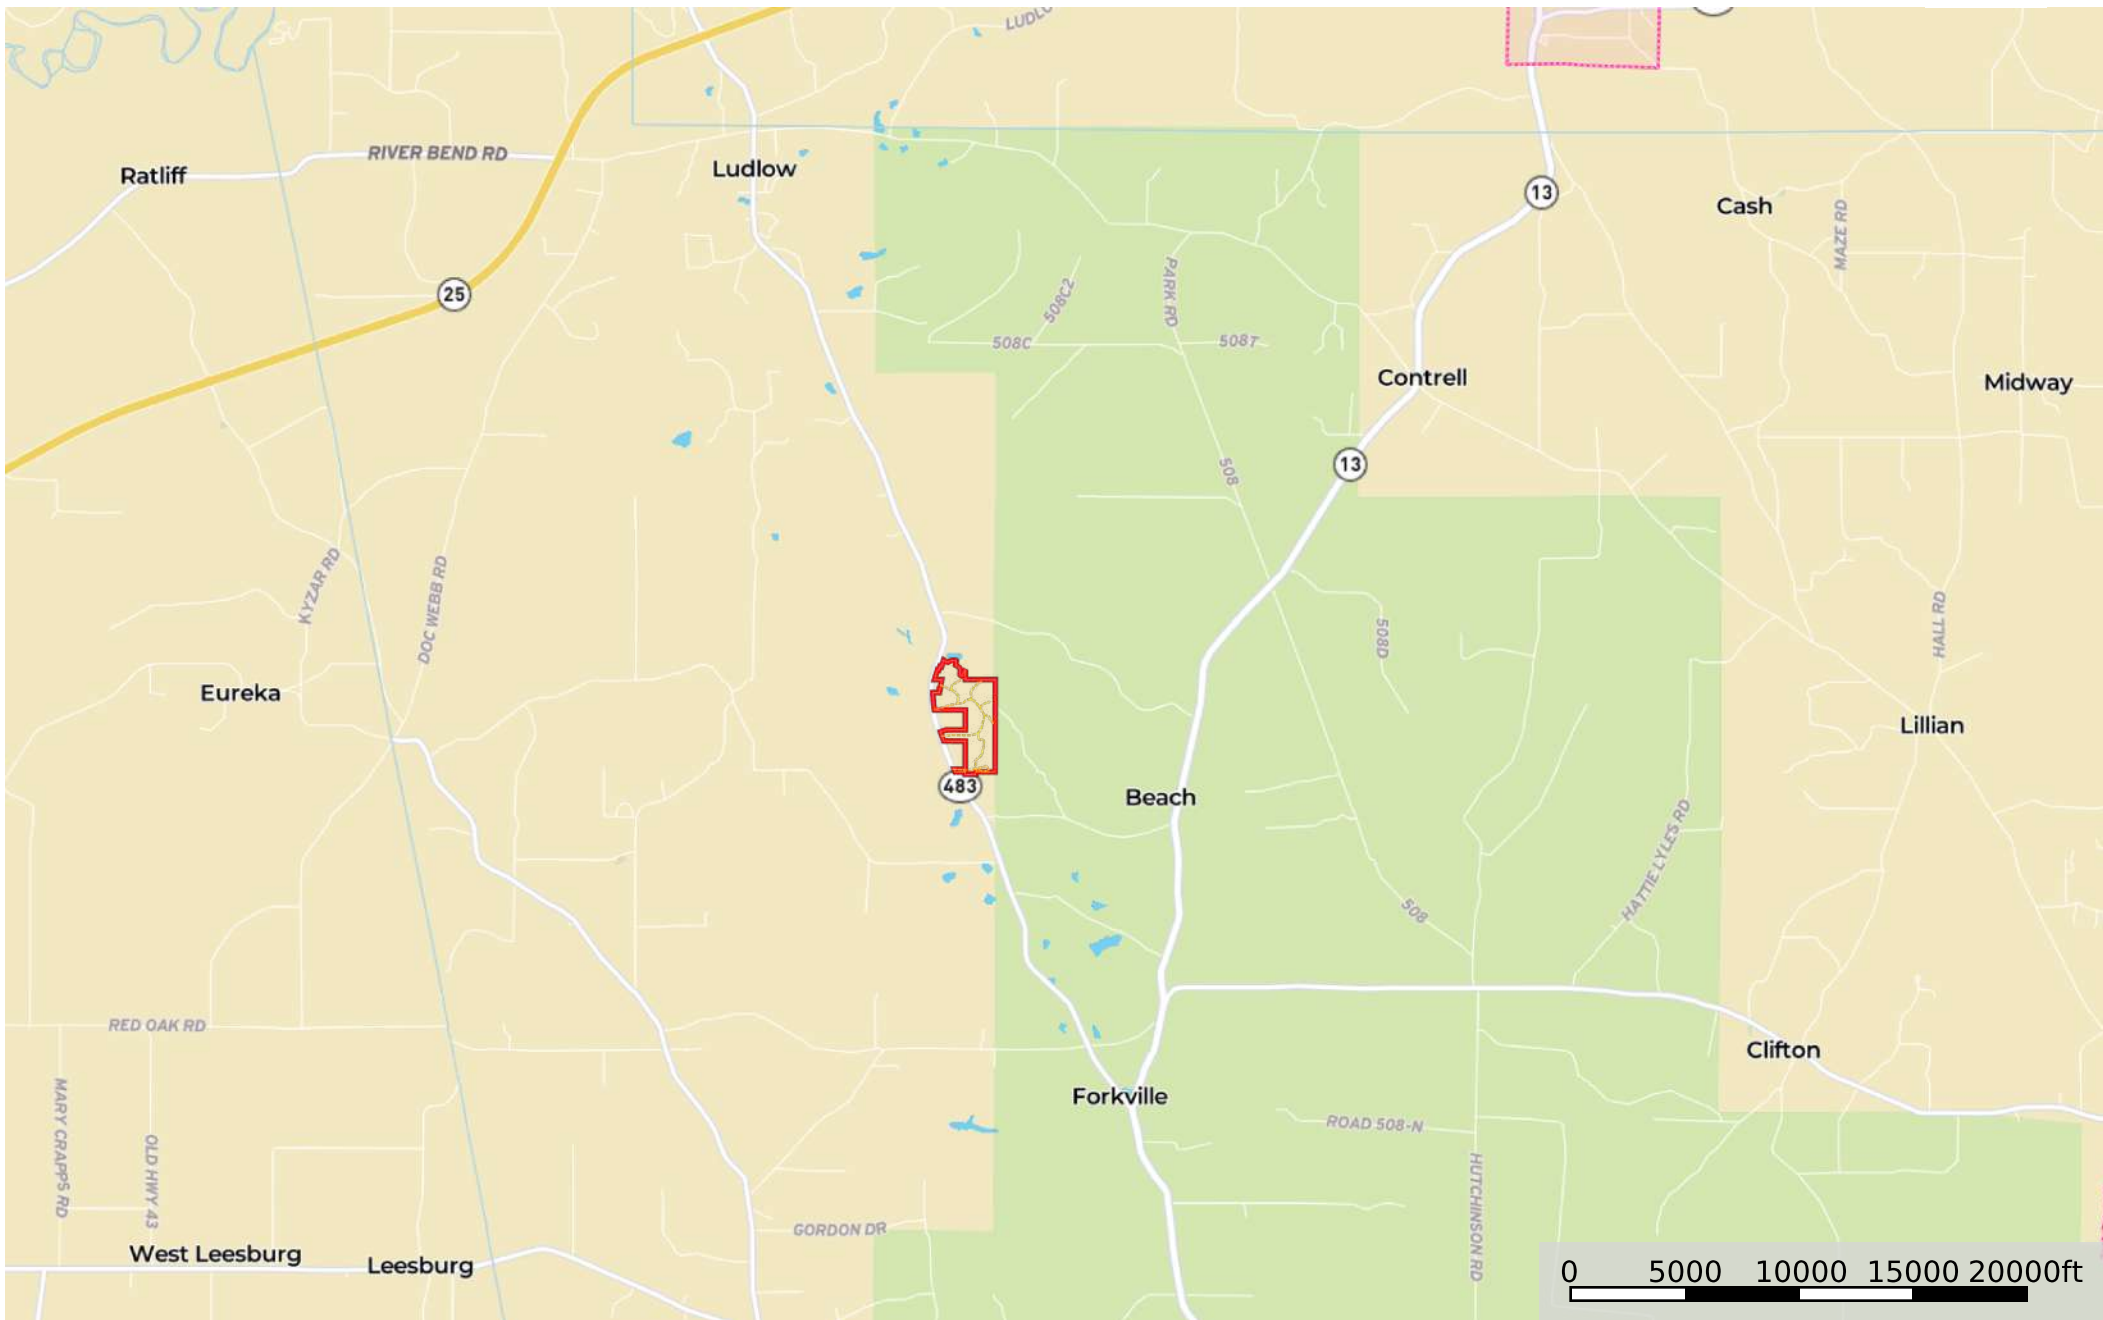 LUDLO
RIVER BEND RD
Ratliff
Ludlow
13
Cash
MAZE RD
25
508C2
PARK RD
508C
508T
Contrell
Midway
13
508
KYZAR RD
DOC WEBB RD
508D
HALL RD
Eureka
Lillian
483
Beach
HATTIE LYLES RD
508
RED OAK RD
Clifton
Forkville
MARY CRAPPS RD
OLD HWY 43
ROAD 508-N
HUTCHINSON RD
GORDON DR
West Leesburg
Leesburg
0 5000 10000 15000 20000ft